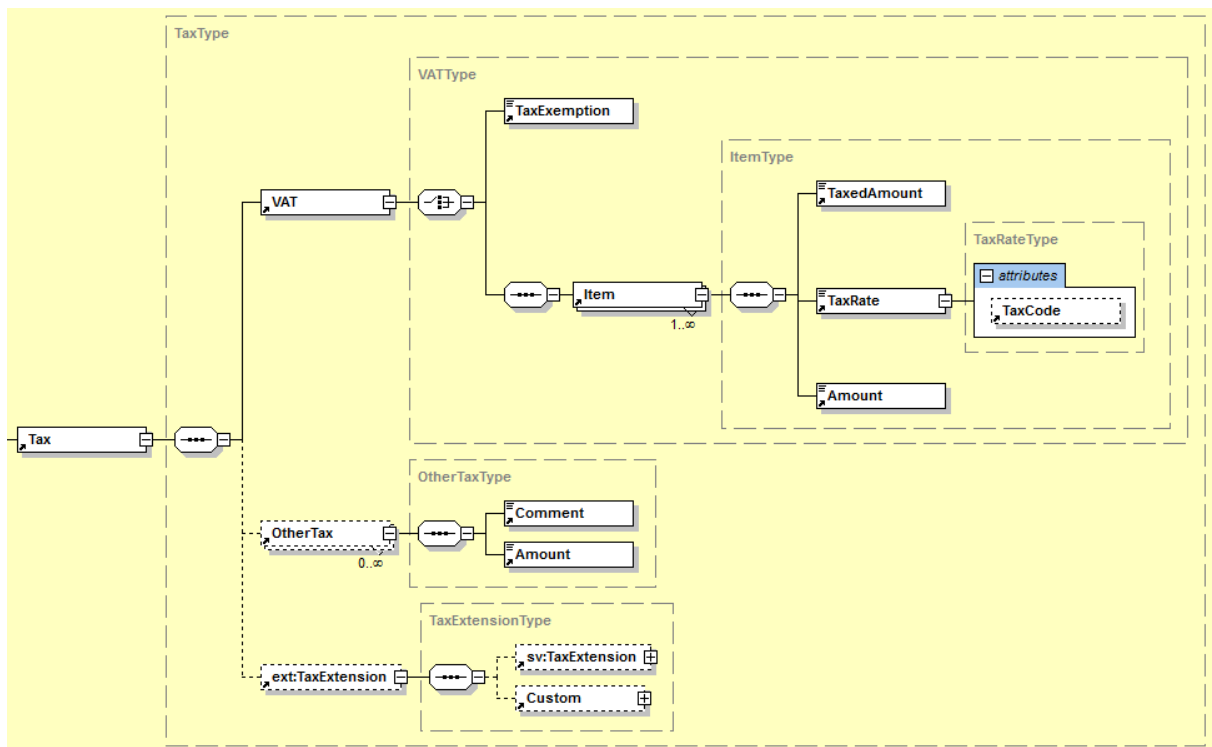 TaxType
VATType
TaxExemption
ItemType
VAT
TaxedAmount
TaxRateType
attributes
Item
TaxRate
TaxCode
1..∞
Amount
Tax
OtherTaxType
Comment
OtherTax
Amount
0..∞
TaxExtensionType
sv:TaxExtension
ext:TaxExtension
Custom